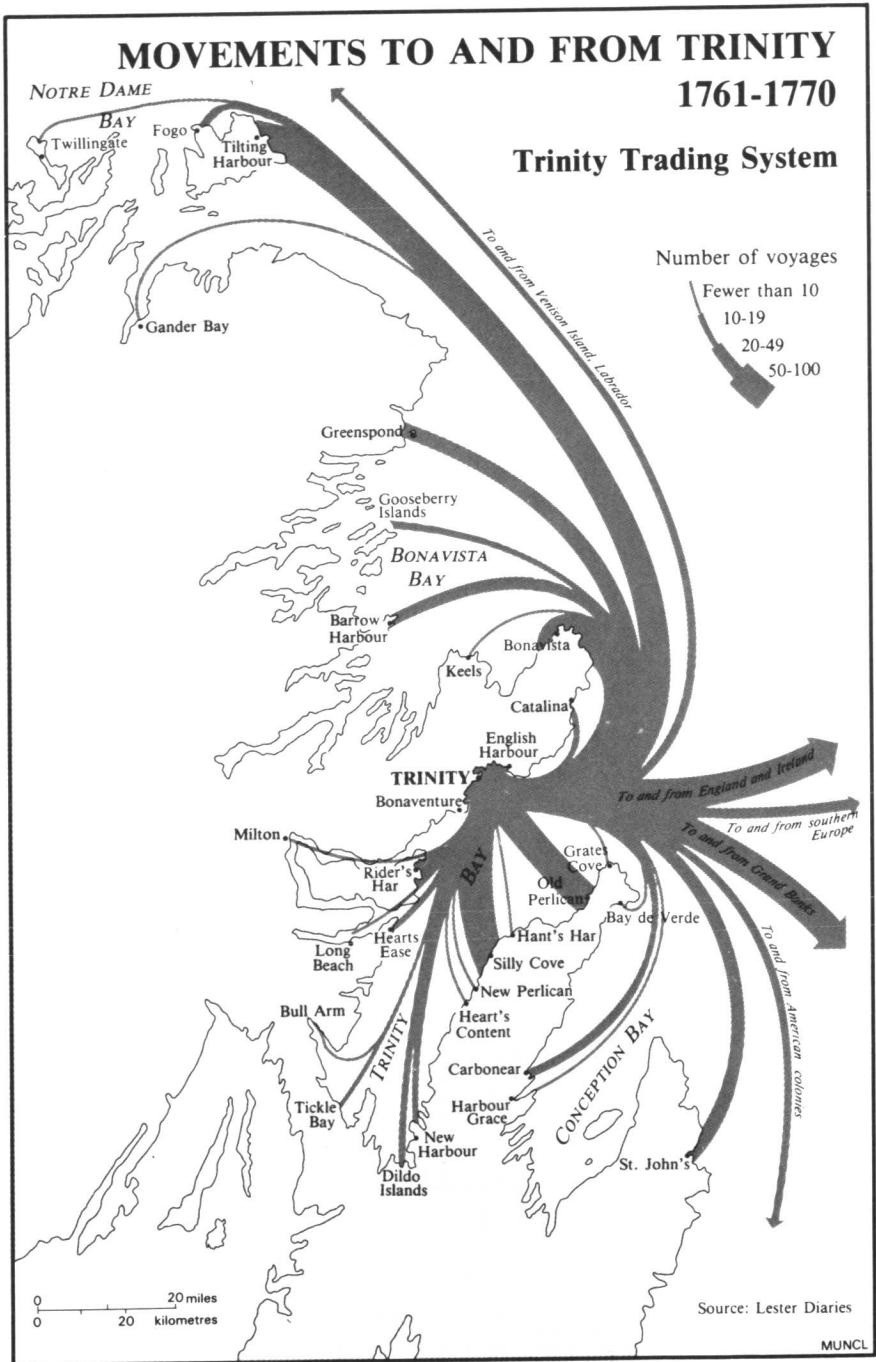 MOVEMENTS TO AND FROM TRINITY
1761-1770
Trinity Trading System
NOTRE DAME
BAY
Twillingate
Fogo
Tilting
Harbour
To and from Venison Island, Labrador
Number of voyages
Fewer than 10
10-19
20-49
50-100
Gander Bay
Greenspond
Gooseberry
Islands
BONAVISTA
BAY
Barrow
Harbour
Keels
Bonavista
Catalina
English
Harbour
TRINITY
Bonaventure
To and from England and Ireland
To and from southern
Europe
To and from Grand Banks
To and from American colonies
Milton
Rider's
Har
Long
Beach
Hearts
Ease
Grates
Cove
Old
Perlican
Bay de Verde
Hant's Har
Silly Cove
New Perlican
Heart's
Content
Bull Arm
TRINITY
BAY
Tickle
Bay
New
Harbour
Dildo
Islands
Carbonear
Harbour
Grace
CONCEPTION BAY
St. John's
0 20 miles
0 20 kilometres
Source: Lester Diaries
MUNCL